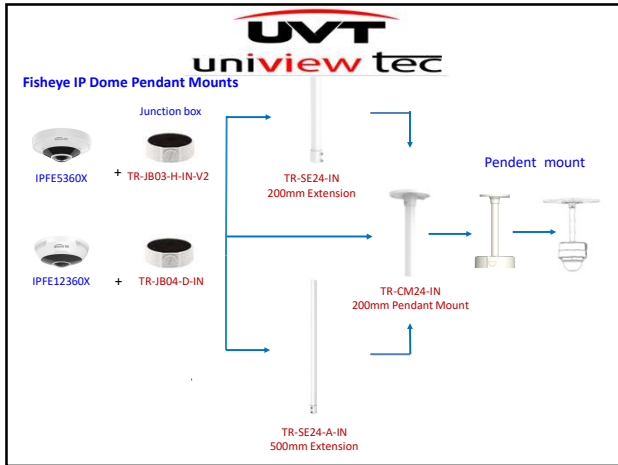 UVT
uniview tec
Fisheye IP Dome Pendant Mounts
Junction box
IPFE5360X
+
TR-JB03-H-IN-V2
IPFE12360X
+
TR-JB04-D-IN
TR-SE24-IN
200mm Extension
TR-CM24-IN
200mm Pendant Mount
TR-SE24-A-IN
500mm Extension
Pendent mount